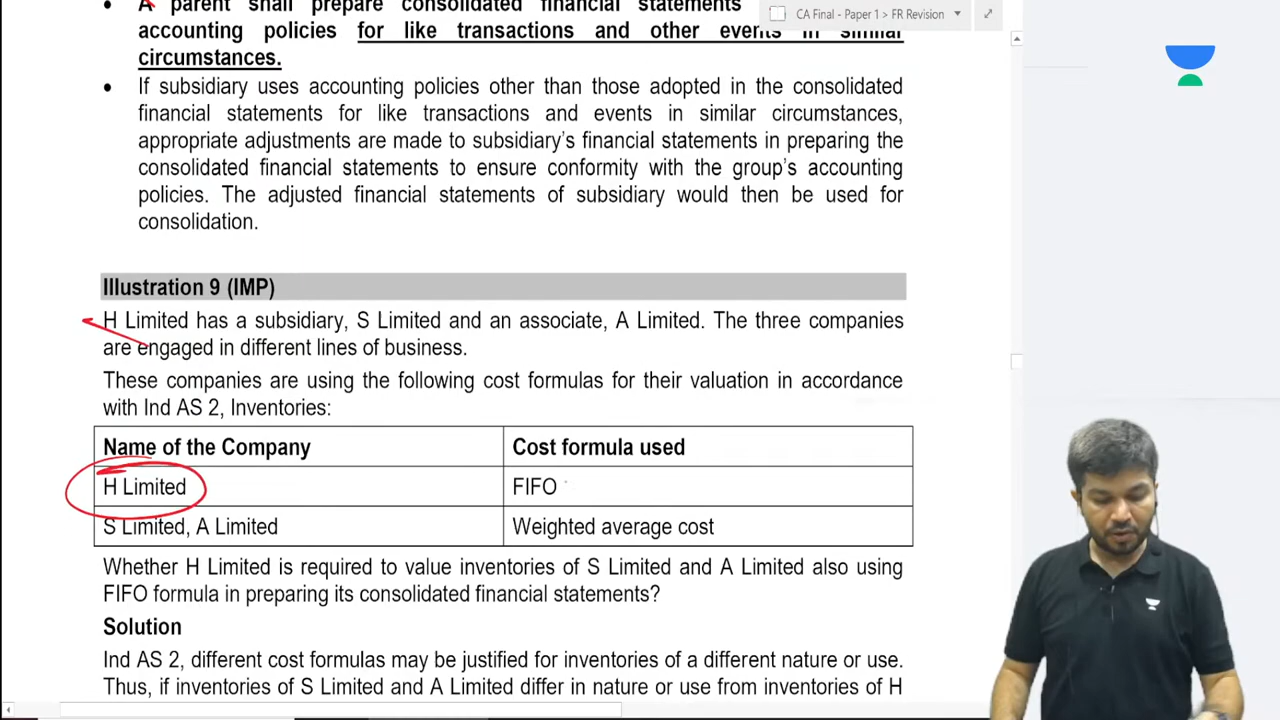 A parent shall prepare consolidated financial statements
CA Final - Paper 1 > FR Revision
accounting policies for like transactions and other events in similar
circumstances.
• If subsidiary uses accounting policies other than those adopted in the consolidated
financial statements for like transactions and events in similar circumstances,
appropriate adjustments are made to subsidiary's financial statements in preparing the
consolidated financial statements to ensure conformity with the group's accounting
policies. The adjusted financial statements of subsidiary would then be used for
consolidation.
Illustration 9 (IMP)
H Limited has a subsidiary, S Limited and an associate, A Limited. The three companies
are engaged in different lines of business.
These companies are using the following cost formulas for their valuation in accordance
with Ind AS 2, Inventories:
Name of the Company Cost formula used
H Limited FIFO
S Limited, A Limited Weighted average cost
Whether H Limited is required to value inventories of S Limited and A Limited also using
FIFO formula in preparing its consolidated financial statements?
Solution
Ind AS 2, different cost formulas may be justified for inventories of a different nature or use.
Thus, if inventories of S Limited and A Limited differ in nature or use from inventories of H